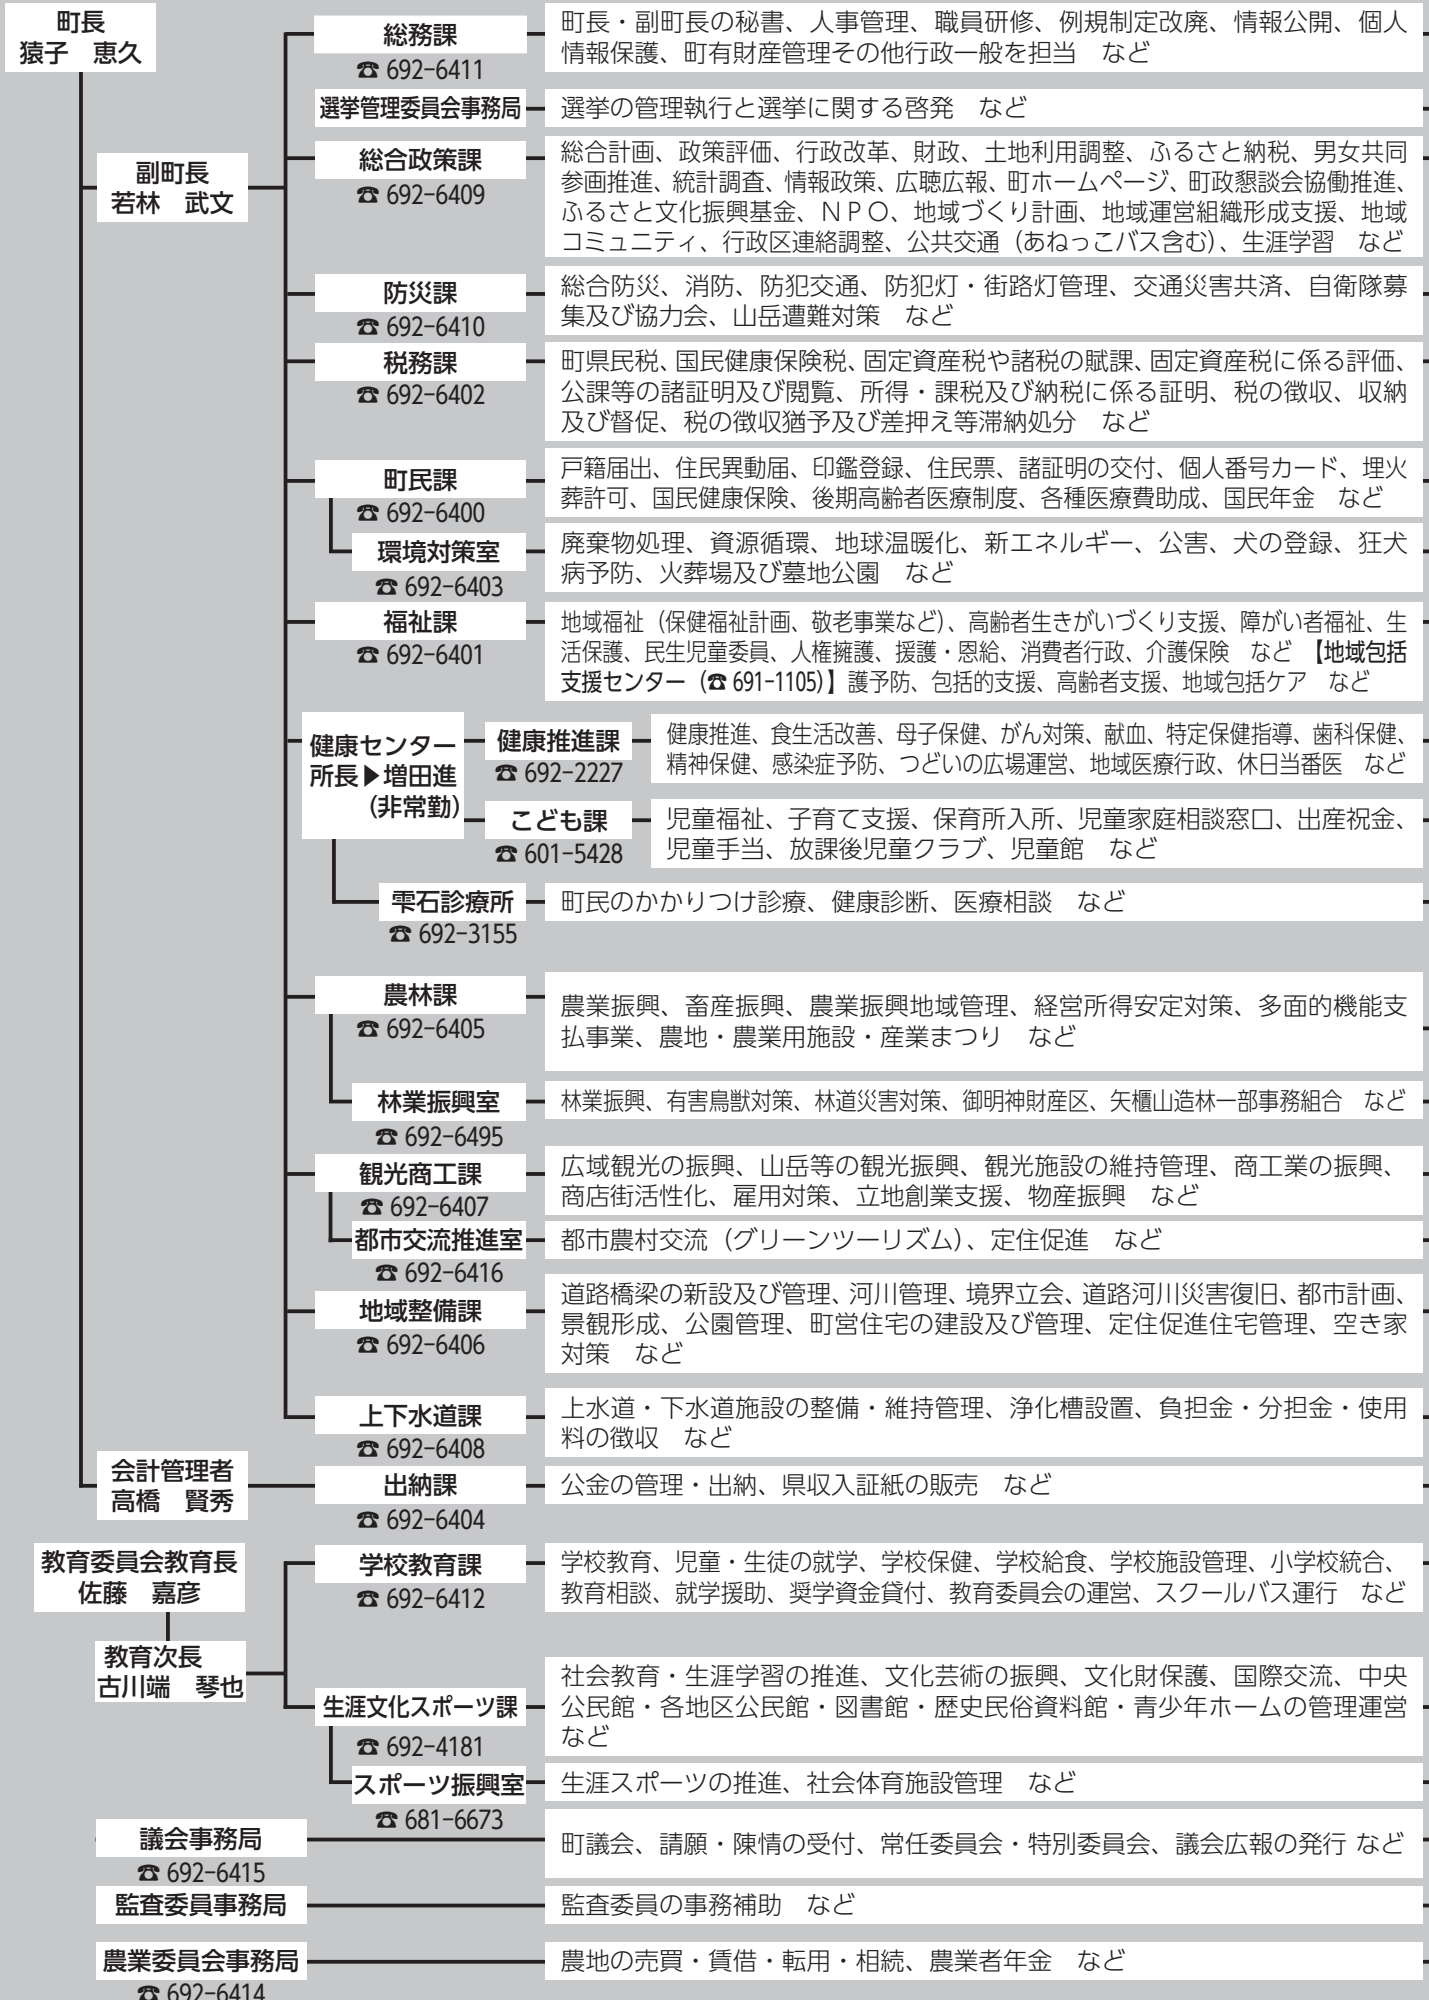 町長
猿子　恵久
副町長
若林　武文
総務課
☎ 692-6411
町長・副町長の秘書、人事管理、職員研修、例規制定改廃、情報公開、個人
情報保護、町有財産管理その他行政一般を担当　など
選挙管理委員会事務局
選挙の管理執行と選挙に関する啓発　など
総合政策課
☎ 692-6409
総合計画、政策評価、行政改革、財政、土地利用調整、ふるさと納税、男女共同
参画推進、統計調査、情報政策、広聴広報、町ホームページ、町政懇談会協働推進、
ふるさと文化振興基金、ＮＰＯ、地域づくり計画、地域運営組織形成支援、地域
コミュニティ、行政区連絡調整、公共交通（あねっこバス含む）、生涯学習　など
防災課
☎ 692-6410
総合防災、消防、防犯交通、防犯灯・街路灯管理、交通災害共済、自衛隊募
集及び協力会、山岳遭難対策　など
税務課
☎ 692-6402
町県民税、国民健康保険税、固定資産税や諸税の賦課、固定資産税に係る評価、
公課等の諸証明及び閲覧、所得・課税及び納税に係る証明、税の徴収、収納
及び督促、税の徴収猶予及び差押え等滞納処分　など
町民課
☎ 692-6400
戸籍届出、住民異動届、印鑑登録、住民票、諸証明の交付、個人番号カード、埋火
葬許可、国民健康保険、後期高齢者医療制度、各種医療費助成、国民年金　など
環境対策室
☎ 692-6403
廃棄物処理、資源循環、地球温暖化、新エネルギー、公害、犬の登録、狂犬
病予防、火葬場及び墓地公園　など
福祉課
☎ 692-6401
地域福祉（保健福祉計画、敬老事業など）、高齢者生きがいづくり支援、障がい者福祉、生
活保護、民生児童委員、人権擁護、援護・恩給、消費者行政、介護保険　など　【地域包括
支援センター（☎ 691-1105）】護予防、包括的支援、高齢者支援、地域包括ケア　など
健康センター
所長▶増田進
（非常勤）
健康推進課
☎ 692-2227
健康推進、食生活改善、母子保健、がん対策、献血、特定保健指導、歯科保健、
精神保健、感染症予防、つどいの広場運営、地域医療行政、休日当番医　など
こども課
☎ 601-5428
児童福祉、子育て支援、保育所入所、児童家庭相談窓口、出産祝金、
児童手当、放課後児童クラブ、児童館　など
雫石診療所
☎ 692-3155
町民のかかりつけ診療、健康診断、医療相談　など
農林課
☎ 692-6405
農業振興、畜産振興、農業振興地域管理、経営所得安定対策、多面的機能支
払事業、農地・農業用施設・産業まつり　など
林業振興室
☎ 692-6495
林業振興、有害鳥獣対策、林道災害対策、御明神財産区、矢櫃山造林一部事務組合　など
観光商工課
☎ 692-6407
広域観光の振興、山岳等の観光振興、観光施設の維持管理、商工業の振興、
商店街活性化、雇用対策、立地創業支援、物産振興　など
都市交流推進室
☎ 692-6416
都市農村交流（グリーンツーリズム）、定住促進　など
地域整備課
☎ 692-6406
道路橋梁の新設及び管理、河川管理、境界立会、道路河川災害復旧、都市計画、
景観形成、公園管理、町営住宅の建設及び管理、定住促進住宅管理、空き家
対策　など
上下水道課
☎ 692-6408
上水道・下水道施設の整備・維持管理、浄化槽設置、負担金・分担金・使用
料の徴収　など
会計管理者
高橋　賢秀
出納課
☎ 692-6404
公金の管理・出納、県収入証紙の販売　など
教育委員会教育長
佐藤　嘉彦
教育次長
古川端　琴也
学校教育課
☎ 692-6412
学校教育、児童・生徒の就学、学校保健、学校給食、学校施設管理、小学校統合、
教育相談、就学援助、奨学資金貸付、教育委員会の運営、スクールバス運行　など
生涯文化スポーツ課
☎ 692-4181
社会教育・生涯学習の推進、文化芸術の振興、文化財保護、国際交流、中央
公民館・各地区公民館・図書館・歴史民俗資料館・青少年ホームの管理運営
など
スポーツ振興室
☎ 681-6673
生涯スポーツの推進、社会体育施設管理　など
議会事務局
☎ 692-6415
町議会、請願・陳情の受付、常任委員会・特別委員会、議会広報の発行 など
監査委員事務局
監査委員の事務補助　など
農業委員会事務局
☎ 692-6414
農地の売買・賃借・転用・相続、農業者年金　など